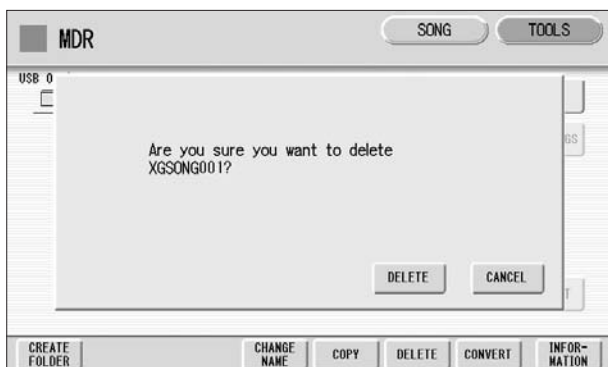 MDR
SONG
TOOLS
USB 0
GS
Are you sure you want to delete
XGSONG001?
DELETE
CANCEL
T
CREATE
FOLDER
CHANGE
NAME
COPY
DELETE
CONVERT
INFOR-
MATION